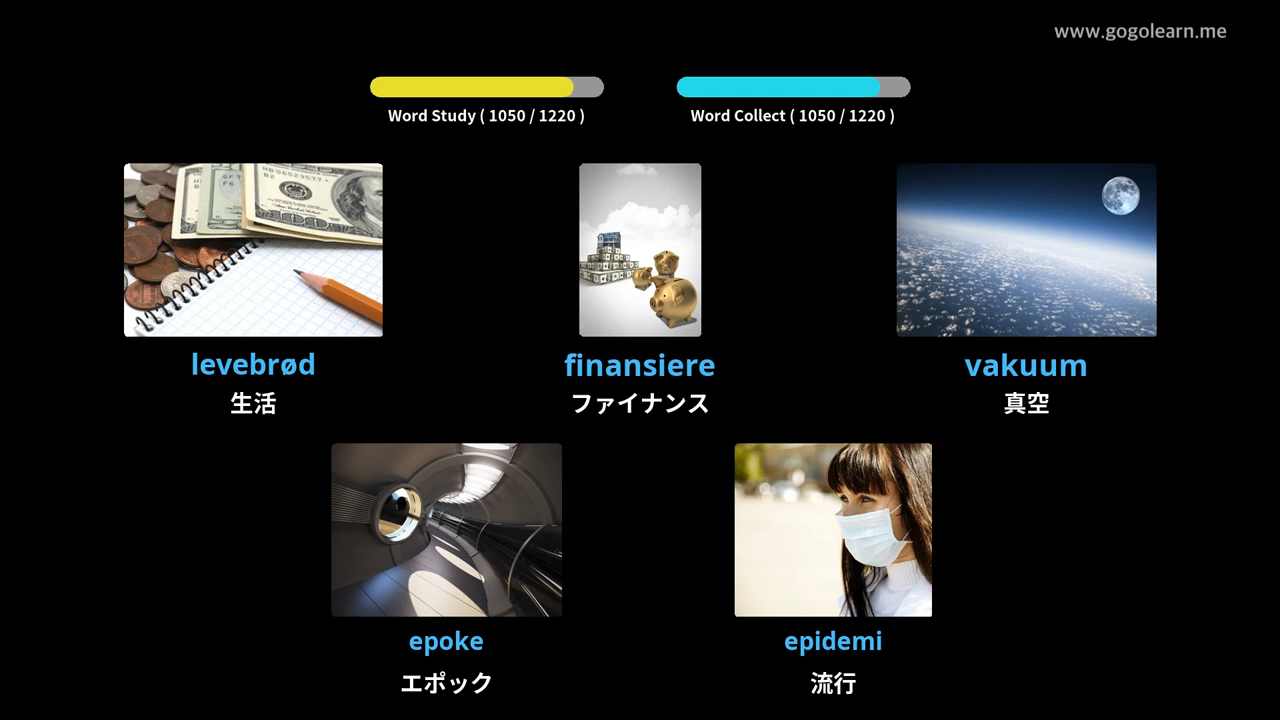 www.gogolearn.me
Word Study ( 1050 / 1220 )
Word Collect ( 1050 / 1220 )
levebrød
finansiere
vakuum
生活
ファイナンス
真空
epoke
epidemi
エポック
流行